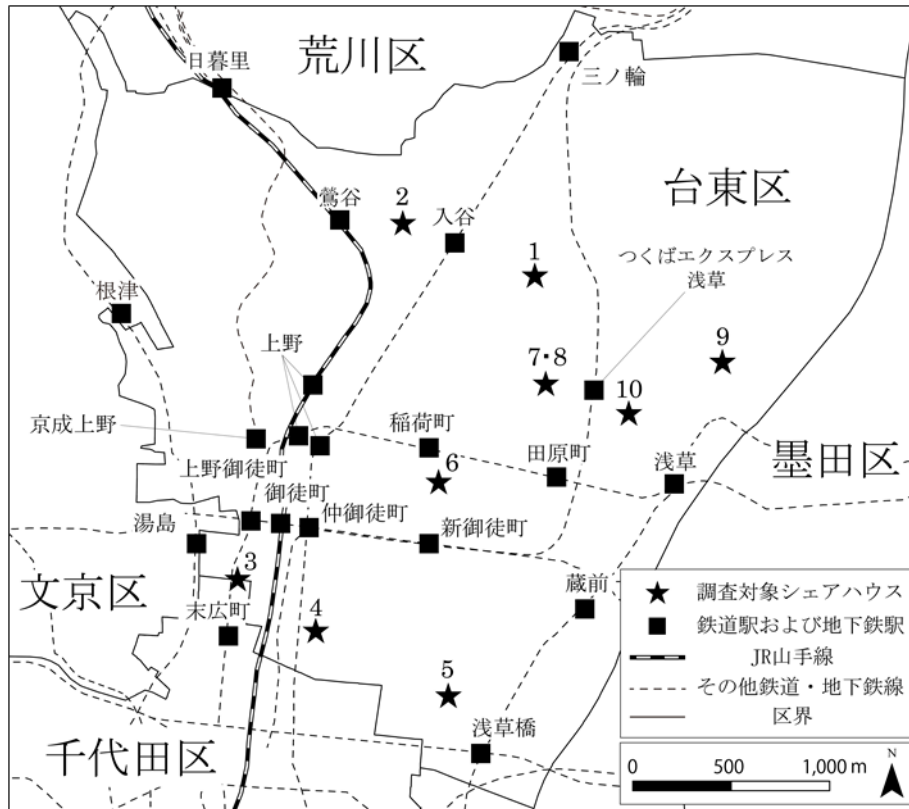 荒川区
日暮里
三ノ輪
台東区
鶯谷
2
入谷
1
つくばエクスプレス
浅草
根津
上野
7・8
9
10
京成上野
稲荷町
田原町
上野御徒町
6
浅草
墨田区
御徒町
湯島
仲御徒町
新御徒町
文京区
3
末広町
4
蔵前
5
浅草橋
千代田区
調査対象シェアハウス
鉄道駅および地下鉄駅
JR山手線
その他鉄道・地下鉄線
区界
0 500 1,000 m
N